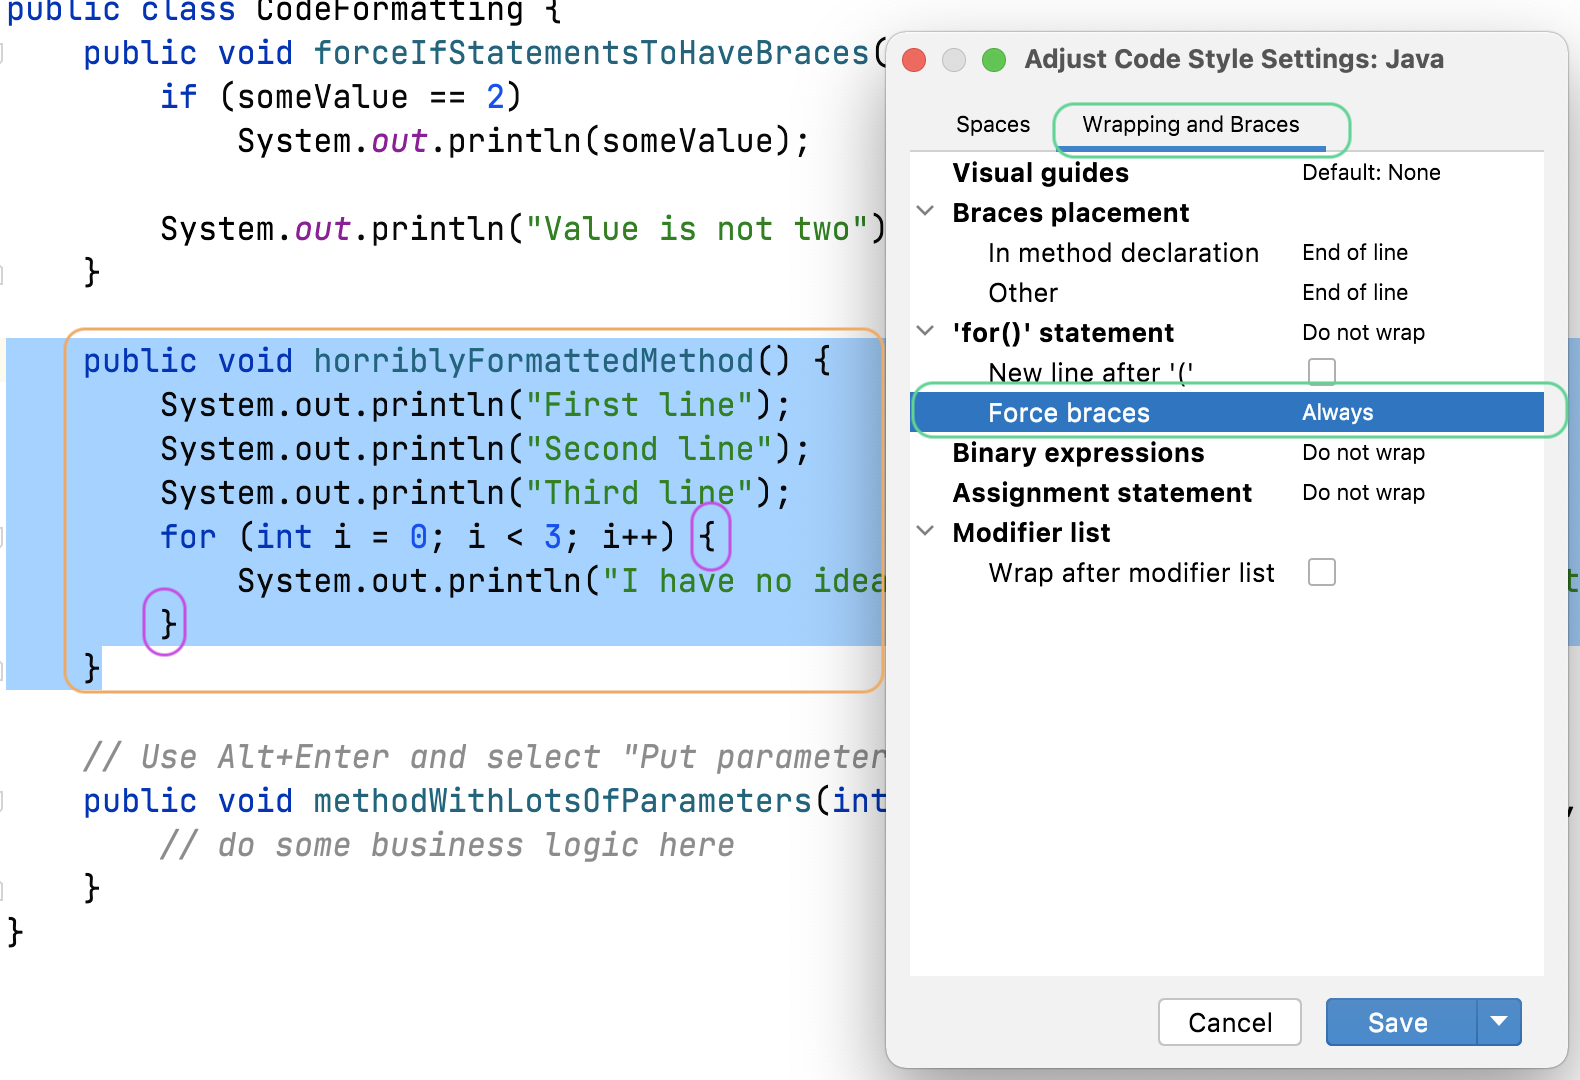 public class CodeFormatting {
public void forceIfStatementsToHaveBraces(
if (someValue == 2)
System.out.println(someValue);
System.out.println("Value is not two")
}
public void horriblyFormattedMethod() {
System.out.println("First line");
System.out.println("Second line");
System.out.println("Third line");
for (int i = 0; i < 3; i++) {
System.out.println("I have no idea
}
}
// Use Alt+Enter and select "Put parameter
public void methodWithLotsOfParameters(int
// do some business logic here
}
}
Adjust Code Style Settings: Java
Spaces Wrapping and Braces
Visual guides Default: None
Braces placement
In method declaration End of line
Other End of line
'for()' statement Do not wrap
New line after '('
Force braces Always
Binary expressions Do not wrap
Assignment statement Do not wrap
Modifier list
Wrap after modifier list
Cancel Save